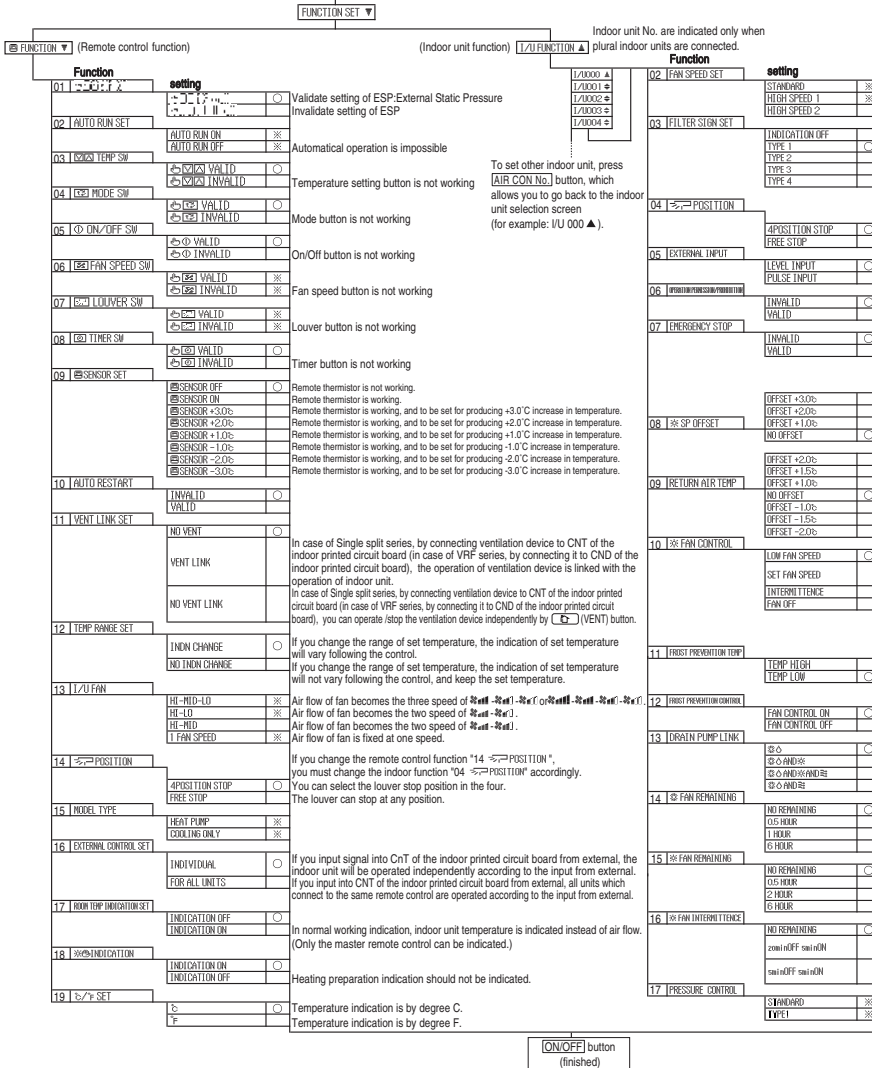 FUNCTION SET ▼
FUNCTION ▼ (Remote control function)
(Indoor unit function) I/U FUNCTION ▲
Indoor unit No. are indicated only when
plural indoor units are connected.
Function
setting
01
○ Validate setting of ESP:External Static Pressure
Invalidate setting of ESP
02 AUTO RUN SET
AUTO RUN ON ※
AUTO RUN OFF ※ Automatical operation is impossible
03 TEMP SW
VALID ○
INVALID Temperature setting button is not working
04 MODE SW
VALID ○
INVALID Mode button is not working
05 ON/OFF SW
VALID ○
INVALID On/Off button is not working
06 FAN SPEED SW
VALID ※
INVALID ※ Fan speed button is not working
07 LOUVER SW
VALID ※
INVALID ※ Louver button is not working
08 TIMER SW
VALID ○
INVALID Timer button is not working
09 SENSOR SET
SENSOR OFF ○ Remote thermistor is not working.
SENSOR ON Remote thermistor is working.
SENSOR +3.0℃ Remote thermistor is working, and to be set for producing +3.0°C increase in temperature.
SENSOR +2.0℃ Remote thermistor is working, and to be set for producing +2.0°C increase in temperature.
SENSOR +1.0℃ Remote thermistor is working, and to be set for producing +1.0°C increase in temperature.
SENSOR -1.0℃ Remote thermistor is working, and to be set for producing -1.0°C increase in temperature.
SENSOR -2.0℃ Remote thermistor is working, and to be set for producing -2.0°C increase in temperature.
SENSOR -3.0℃ Remote thermistor is working, and to be set for producing -3.0°C increase in temperature.
10 AUTO RESTART
INVALID ○
VALID
11 VENT LINK SET
NO VENT ○
VENT LINK
In case of Single split series, by connecting ventilation device to CNT of the
indoor printed circuit board (in case of VRF series, by connecting it to CND of the
indoor printed circuit board), the operation of ventilation device is linked with the
operation of indoor unit.
NO VENT LINK
In case of Single split series, by connecting ventilation device to CNT of the indoor printed
circuit board (in case of VRF series, by connecting it to CND of the indoor printed circuit
board), you can operate /stop the ventilation device independently by (VENT) button.
12 TEMP RANGE SET
INDN CHANGE ○ If you change the range of set temperature, the indication of set temperature
will vary following the control.
NO INDN CHANGE If you change the range of set temperature, the indication of set temperature
will not vary following the control, and keep the set temperature.
13 I/U FAN
HI-MID-LO ※ Air flow of fan becomes the three speed of - - or - - - .
HI-LO ※ Air flow of fan becomes the two speed of - .
HI-MID Air flow of fan becomes the two speed of - .
1 FAN SPEED ※ Air flow of fan is fixed at one speed.
14 POSITION
If you change the remote control function "14 POSITION ",
you must change the indoor function "04 POSITION" accordingly.
4POSITION STOP ○ You can select the louver stop position in the four.
FREE STOP The louver can stop at any position.
15 MODEL TYPE
HEAT PUMP ※
COOLING ONLY ※
16 EXTERNAL CONTROL SET
INDIVIDUAL ○ If you input signal into CnT of the indoor printed circuit board from external, the
indoor unit will be operated independently according to the input from external.
FOR ALL UNITS If you input into CNT of the indoor printed circuit board from external, all units which
connect to the same remote control are operated according to the input from external.
17 ROOM TEMP INDICATION SET
INDICATION OFF ○
INDICATION ON In normal working indication, indoor unit temperature is indicated instead of air flow.
(Only the master remote control can be indicated.)
18 INDICATION
INDICATION ON ○
INDICATION OFF Heating preparation indication should not be indicated.
19 ℃/°F SET
℃ ○ Temperature indication is by degree C.
°F Temperature indication is by degree F.
I/U000 ▲
I/U001
I/U002
I/U003
I/U004
To set other indoor unit, press
AIR CON No. button, which
allows you to go back to the indoor
unit selection screen
(for example: I/U 000 ▲ ).
Function
setting
02 FAN SPEED SET
STANDARD ※
HIGH SPEED 1 ※
HIGH SPEED 2
03 FILTER SIGN SET
INDICATION OFF
TYPE 1 ○
TYPE 2
TYPE 3
TYPE 4
04 POSITION
4POSITION STOP ○
FREE STOP
05 EXTERNAL INPUT
LEVEL INPUT ○
PULSE INPUT
06 OPERATION PERMISSION/PROHIBITION
INVALID ○
VALID
07 EMERGENCY STOP
INVALID ○
VALID
OFFSET +3.0℃
OFFSET +2.0℃
OFFSET +1.0℃
08 SP OFFSET
NO OFFSET ○
OFFSET +2.0℃
OFFSET +1.5℃
OFFSET +1.0℃
09 RETURN AIR TEMP
NO OFFSET ○
OFFSET -1.0℃
OFFSET -1.5℃
OFFSET -2.0℃
10 FAN CONTROL
LOW FAN SPEED ○
SET FAN SPEED
INTERMITTENCE
FAN OFF
11 FROST PREVENTION TEMP
TEMP HIGH
TEMP LOW ○
12 FROST PREVENTION CONTROL
FAN CONTROL ON ○
FAN CONTROL OFF
13 DRAIN PUMP LINK
○
AND
AND AND
AND
14 FAN REMAINING
NO REMAINING ○
0.5 HOUR
1 HOUR
6 HOUR
15 FAN REMAINING
NO REMAINING ○
0.5 HOUR
2 HOUR
6 HOUR
16 FAN INTERMITTENCE
NO REMAINING ○
20minOFF 5minON
5minOFF 5minON
17 PRESSURE CONTROL
STANDARD ※
TYPE1 ※
ON/OFF button
(finished)